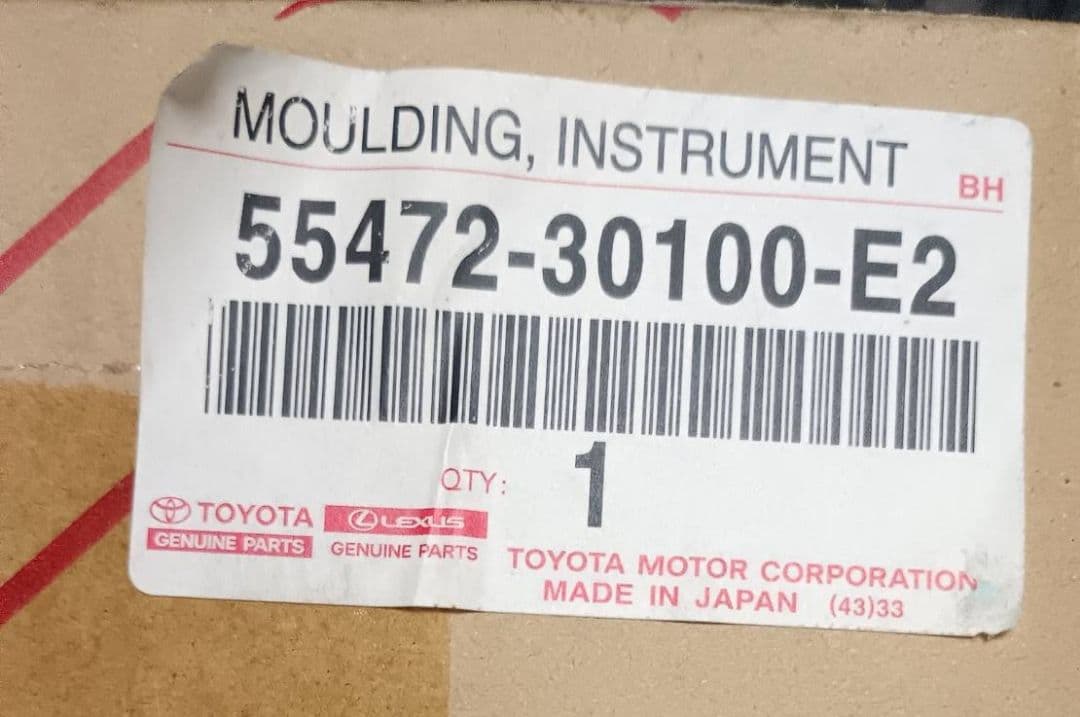 MOULDING, INSTRUMENT BH
55472-30100-E2
QTY: 1
TOYOTA LEXUS
GENUINE PARTS GENUINE PARTS
TOYOTA MOTOR CORPORATION
MADE IN JAPAN (43)33